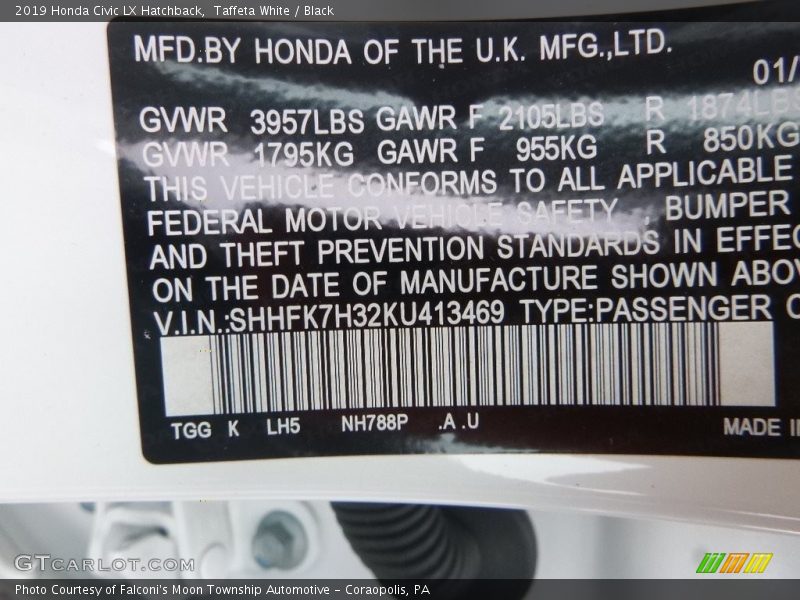 2019 Honda Civic LX Hatchback,  Taffeta White / Black
MFD.BY HONDA OF THE U.K. MFG.,LTD.
01/
GVWR 3957LBS GAWR F 2105LBS R 1874LBS
GVWR 1795KG GAWR F 955KG R 850KG
THIS VEHICLE CONFORMS TO ALL APPLICABLE
FEDERAL MOTOR VEHICLE SAFETY , BUMPER
AND THEFT PREVENTION STANDARDS IN EFFEC
ON THE DATE OF MANUFACTURE SHOWN ABOV
V.I.N.:SHHFK7H32KU413469 TYPE:PASSENGER C
TGG K LH5 NH788P .A .U MADE I
GTCARLOT.COM
Photo Courtesy of Falconi's Moon Township Automotive – Coraopolis, PA